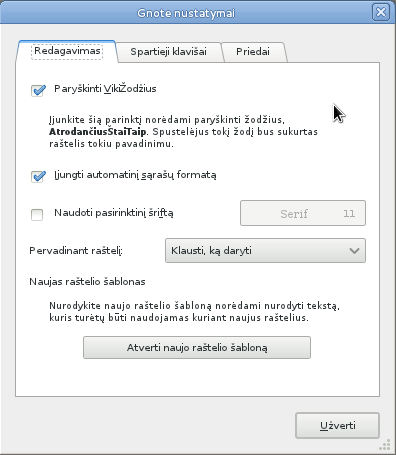 Gnote nustatymai
Redagavimas
Spartieji klavišai
Priedai
Paryškinti VikiŽodžius
Įjunkite šią parinktį norėdami paryškinti žodžius,
AtrodančiusŠtaiTaip. Spustelėjus tokį žodį bus sukurtas
raštelis tokiu pavadinimu.
Įjungti automatinį sąrašų formatą
Naudoti pasirinktinį šriftą
Serif 11
Pervadinant raštelį:
Klausti, ką daryti
Naujas raštelio šablonas
Nurodykite naujo raštelio šabloną norėdami nurodyti tekstą,
kuris turėtų būti naudojamas kuriant naujus raštelius.
Atverti naujo raštelio šabloną
Užverti